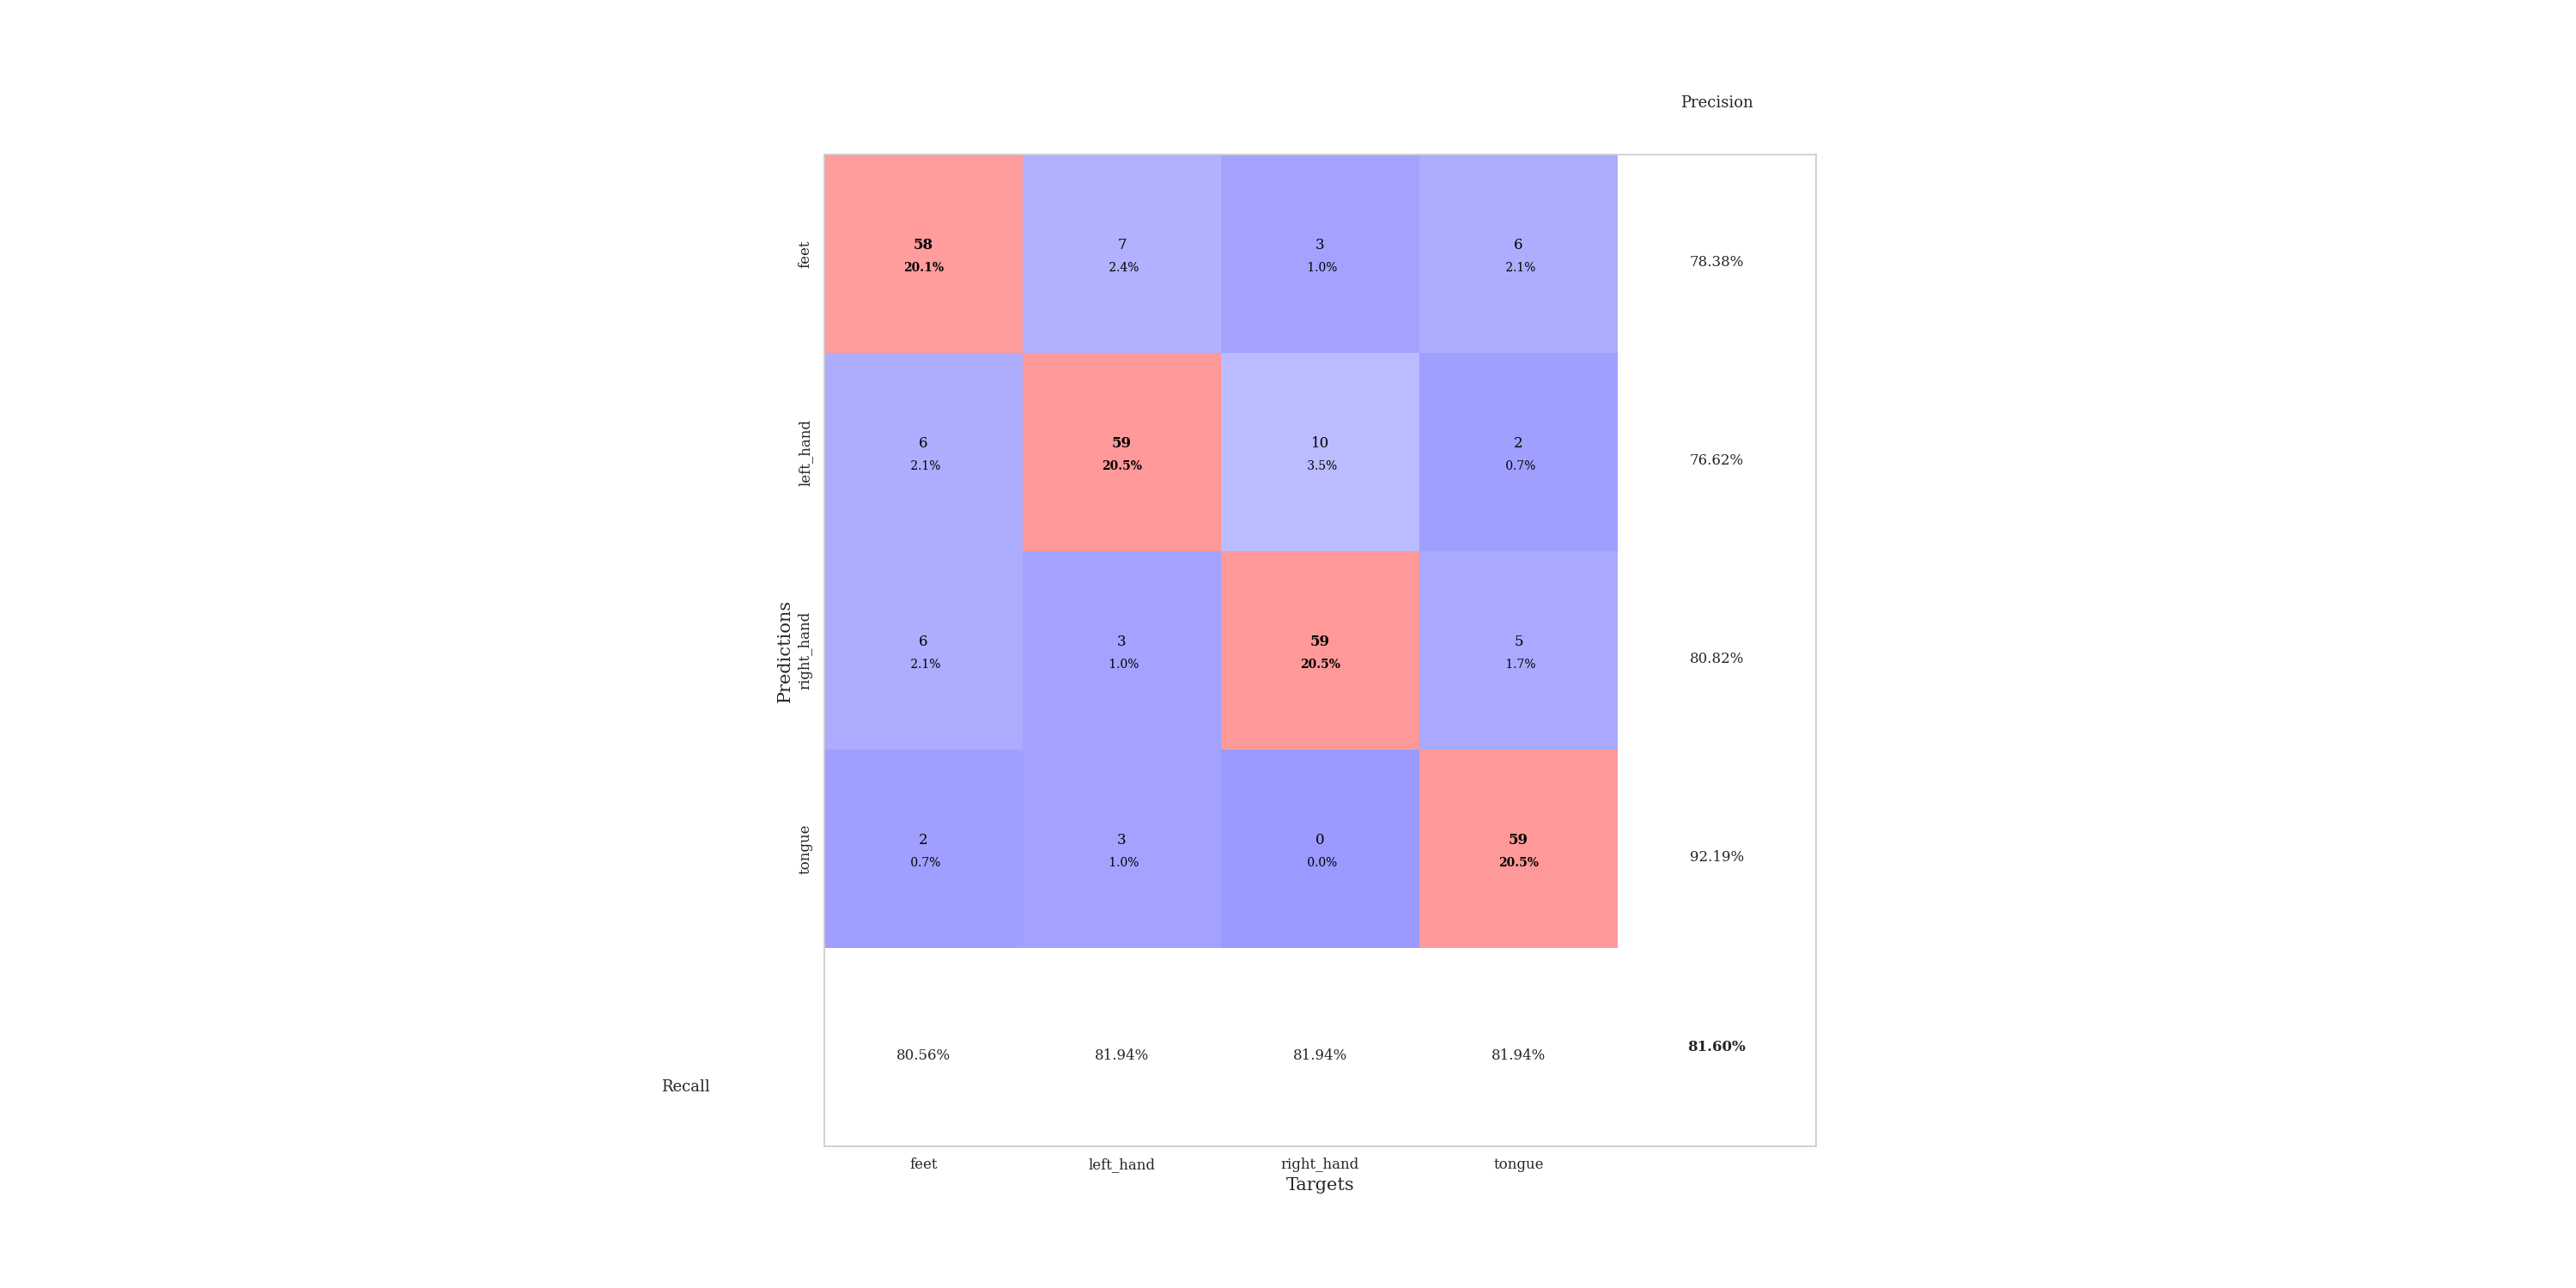 Precision
feet
58 7 3 6
20.1% 2.4% 1.0% 2.1%
78.38%
left_hand
6 59 10 2
2.1% 20.5% 3.5% 0.7%
76.62%
Predictions
right_hand
6 3 59 5
2.1% 1.0% 20.5% 1.7%
80.82%
tongue
2 3 0 59
0.7% 1.0% 0.0% 20.5%
92.19%
Recall
80.56% 81.94% 81.94% 81.94% 81.60%
feet left_hand right_hand tongue
Targets